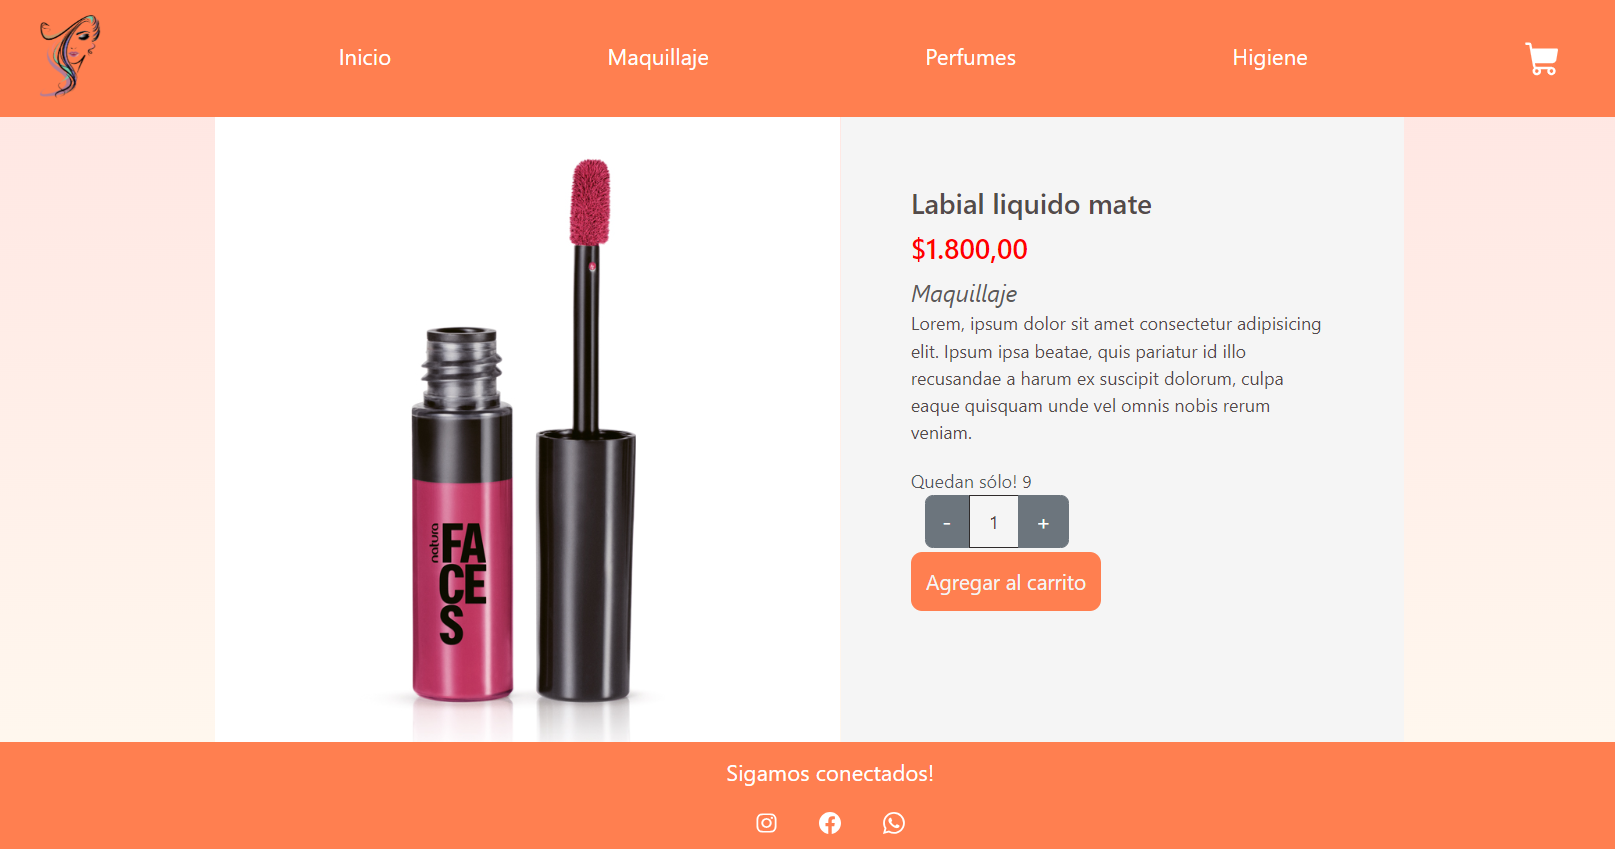 Inicio
Maquillaje
Perfumes
Higiene
natura
FA
CE
S
Labial liquido mate
$1.800,00
Maquillaje
Lorem, ipsum dolor sit amet consectetur adipisicing
elit. Ipsum ipsa beatae, quis pariatur id illo
recusandae a harum ex suscipit dolorum, culpa
eaque quisquam unde vel omnis nobis rerum
veniam.
Quedan sólo! 9
- 1 +
Agregar al carrito
Sigamos conectados!